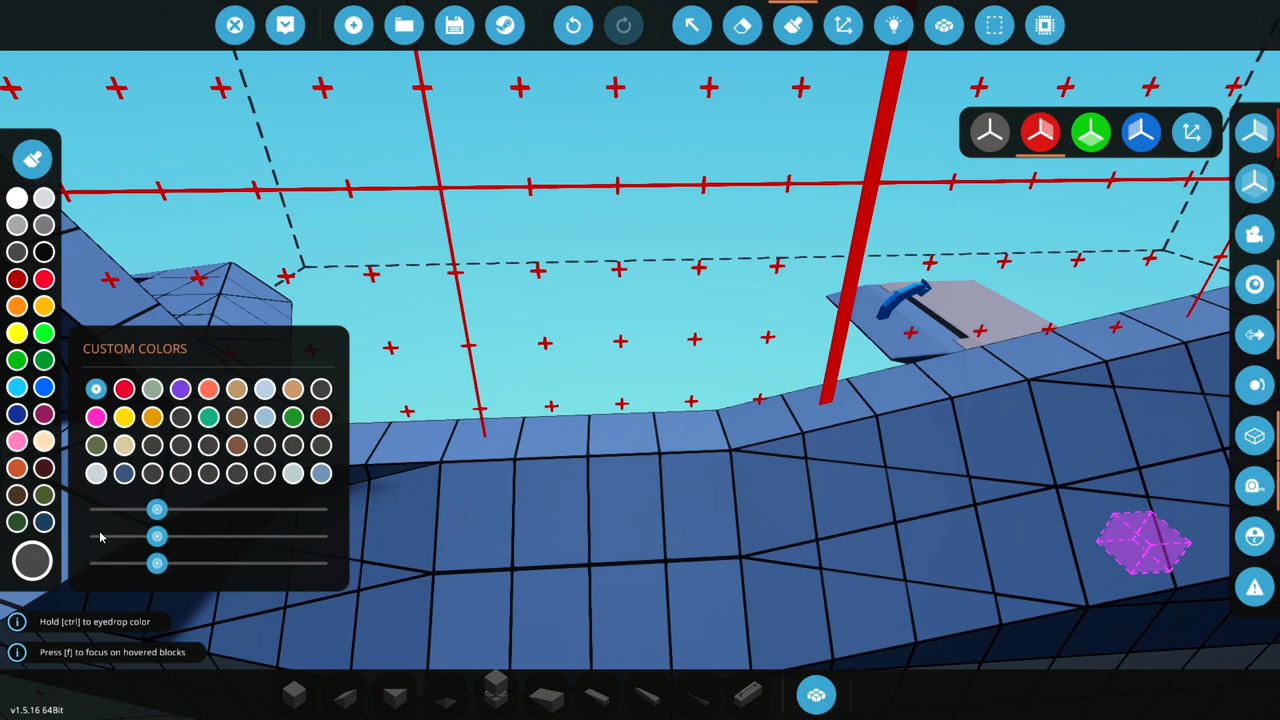 CUSTOM COLORS
Hold [ctrl] to eyedrop color
Press [f] to focus on hovered blocks
v1.5.16 64Bit